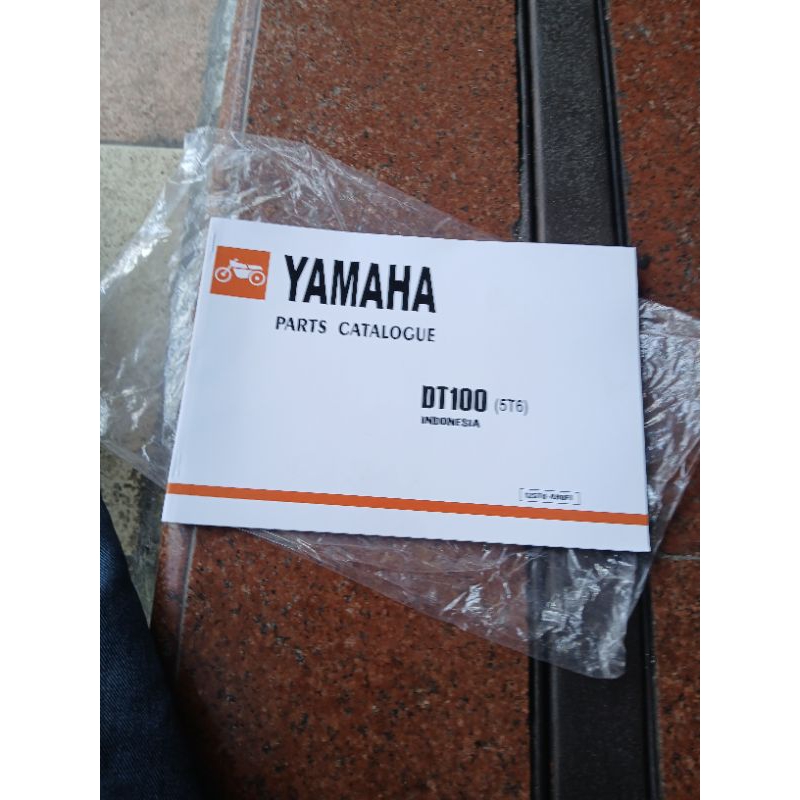 YAMAHA
PARTS CATALOGUE
DT100 (5T6)
INDONESIA